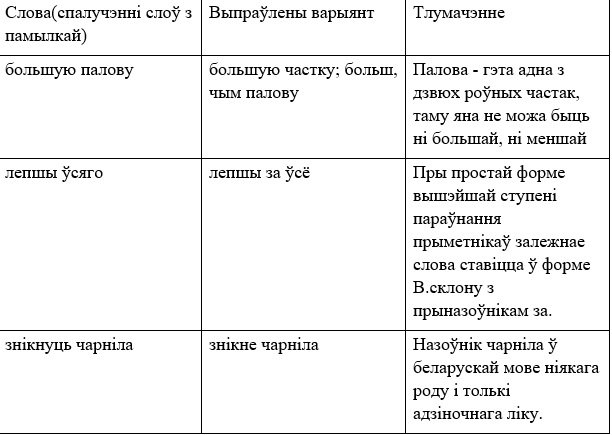 Слова(спалучэнні слоў з
памылкай)
Выпраўлены варыянт
Тлумачэнне
большую палову
большую частку; больш,
чым палову
Палова - гэта адна з
дзвюх роўных частак,
таму яна не можа быць
ні большай, ні меншай
лепшы ўсяго
лепшы за ўсё
Пры простай форме
вышэйшай ступені
параўнання
прыметнікаў залежнае
слова ставіцца ў форме
В.склону з
прыназоўнікам за.
знікнуць чарніла
знікне чарніла
Назоўнік чарніла ў
беларускай мове ніякага
роду і толькі
адзіночнага ліку.